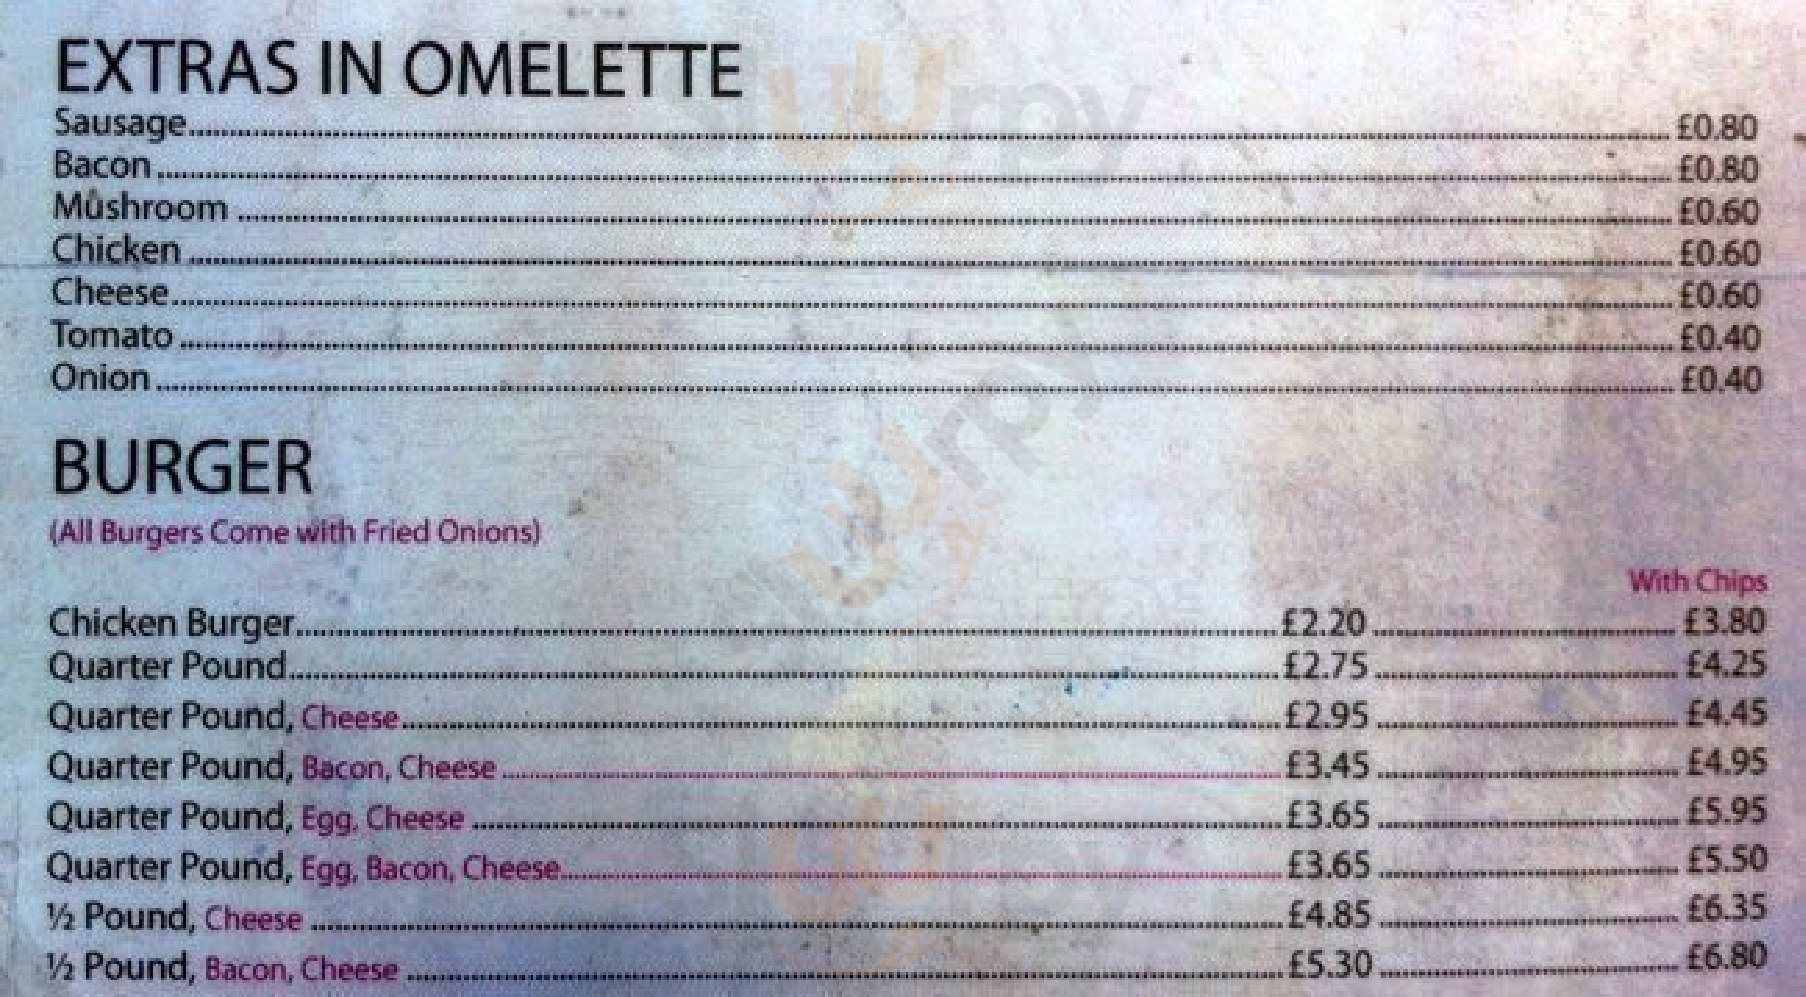 EXTRAS IN OMELETTE
Sausage £0.80
Bacon £0.80
Mushroom £0.60
Chicken £0.60
Cheese £0.60
Tomato £0.40
Onion £0.40
BURGER
(All Burgers Come with Fried Onions)
With Chips
Chicken Burger £2.20 £3.80
Quarter Pound £2.75 £4.25
Quarter Pound, Cheese £2.95 £4.45
Quarter Pound, Bacon, Cheese £3.45 £4.95
Quarter Pound, Egg, Cheese £3.65 £5.95
Quarter Pound, Egg, Bacon, Cheese £3.65 £5.50
½ Pound, Cheese £4.85 £6.35
½ Pound, Bacon, Cheese £5.30 £6.80